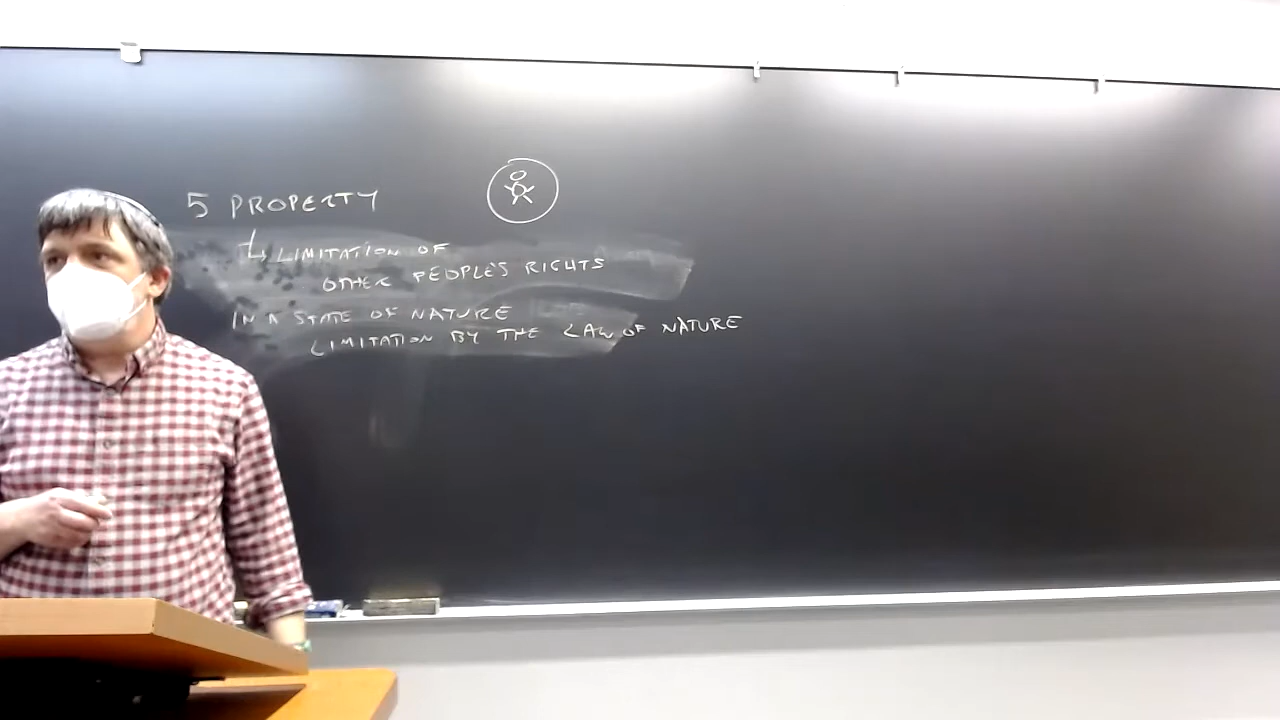 5 PROPERTY
↳ LIMITATION OF
OTHER PEOPLE'S RIGHTS
IN A STATE OF NATURE
LIMITATION BY THE LAW OF NATURE